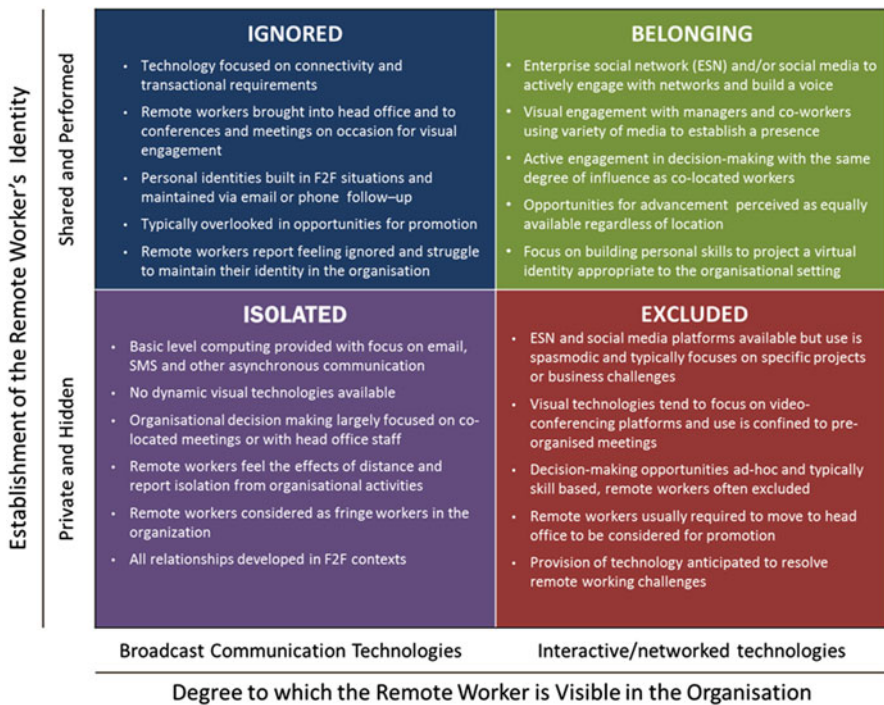 Establishment of the Remote Worker's Identity
Shared and Performed
Private and Hidden
IGNORED
• Technology focused on connectivity and
transactional requirements
• Remote workers brought into head office and to
conferences and meetings on occasion for visual
engagement
• Personal identities built in F2F situations and
maintained via email or phone follow–up
• Typically overlooked in opportunities for promotion
• Remote workers report feeling ignored and struggle
to maintain their identity in the organisation
BELONGING
• Enterprise social network (ESN) and/or social media to
actively engage with networks and build a voice
• Visual engagement with managers and co-workers
using variety of media to establish a presence
• Active engagement in decision-making with the same
degree of influence as co-located workers
• Opportunities for advancement perceived as equally
available regardless of location
• Focus on building personal skills to project a virtual
identity appropriate to the organisational setting
ISOLATED
• Basic level computing provided with focus on email,
SMS and other asynchronous communication
• No dynamic visual technologies available
• Organisational decision making largely focused on co-
located meetings or with head office staff
• Remote workers feel the effects of distance and
report isolation from organisational activities
• Remote workers considered as fringe workers in the
organization
• All relationships developed in F2F contexts
EXCLUDED
• ESN and social media platforms available but use is
spasmodic and typically focuses on specific projects
or business challenges
• Visual technologies tend to focus on video-
conferencing platforms and use is confined to pre-
organised meetings
• Decision-making opportunities ad-hoc and typically
skill based, remote workers often excluded
• Remote workers usually required to move to head
office to be considered for promotion
• Provision of technology anticipated to resolve
remote working challenges
Broadcast Communication Technologies
Interactive/networked technologies
Degree to which the Remote Worker is Visible in the Organisation